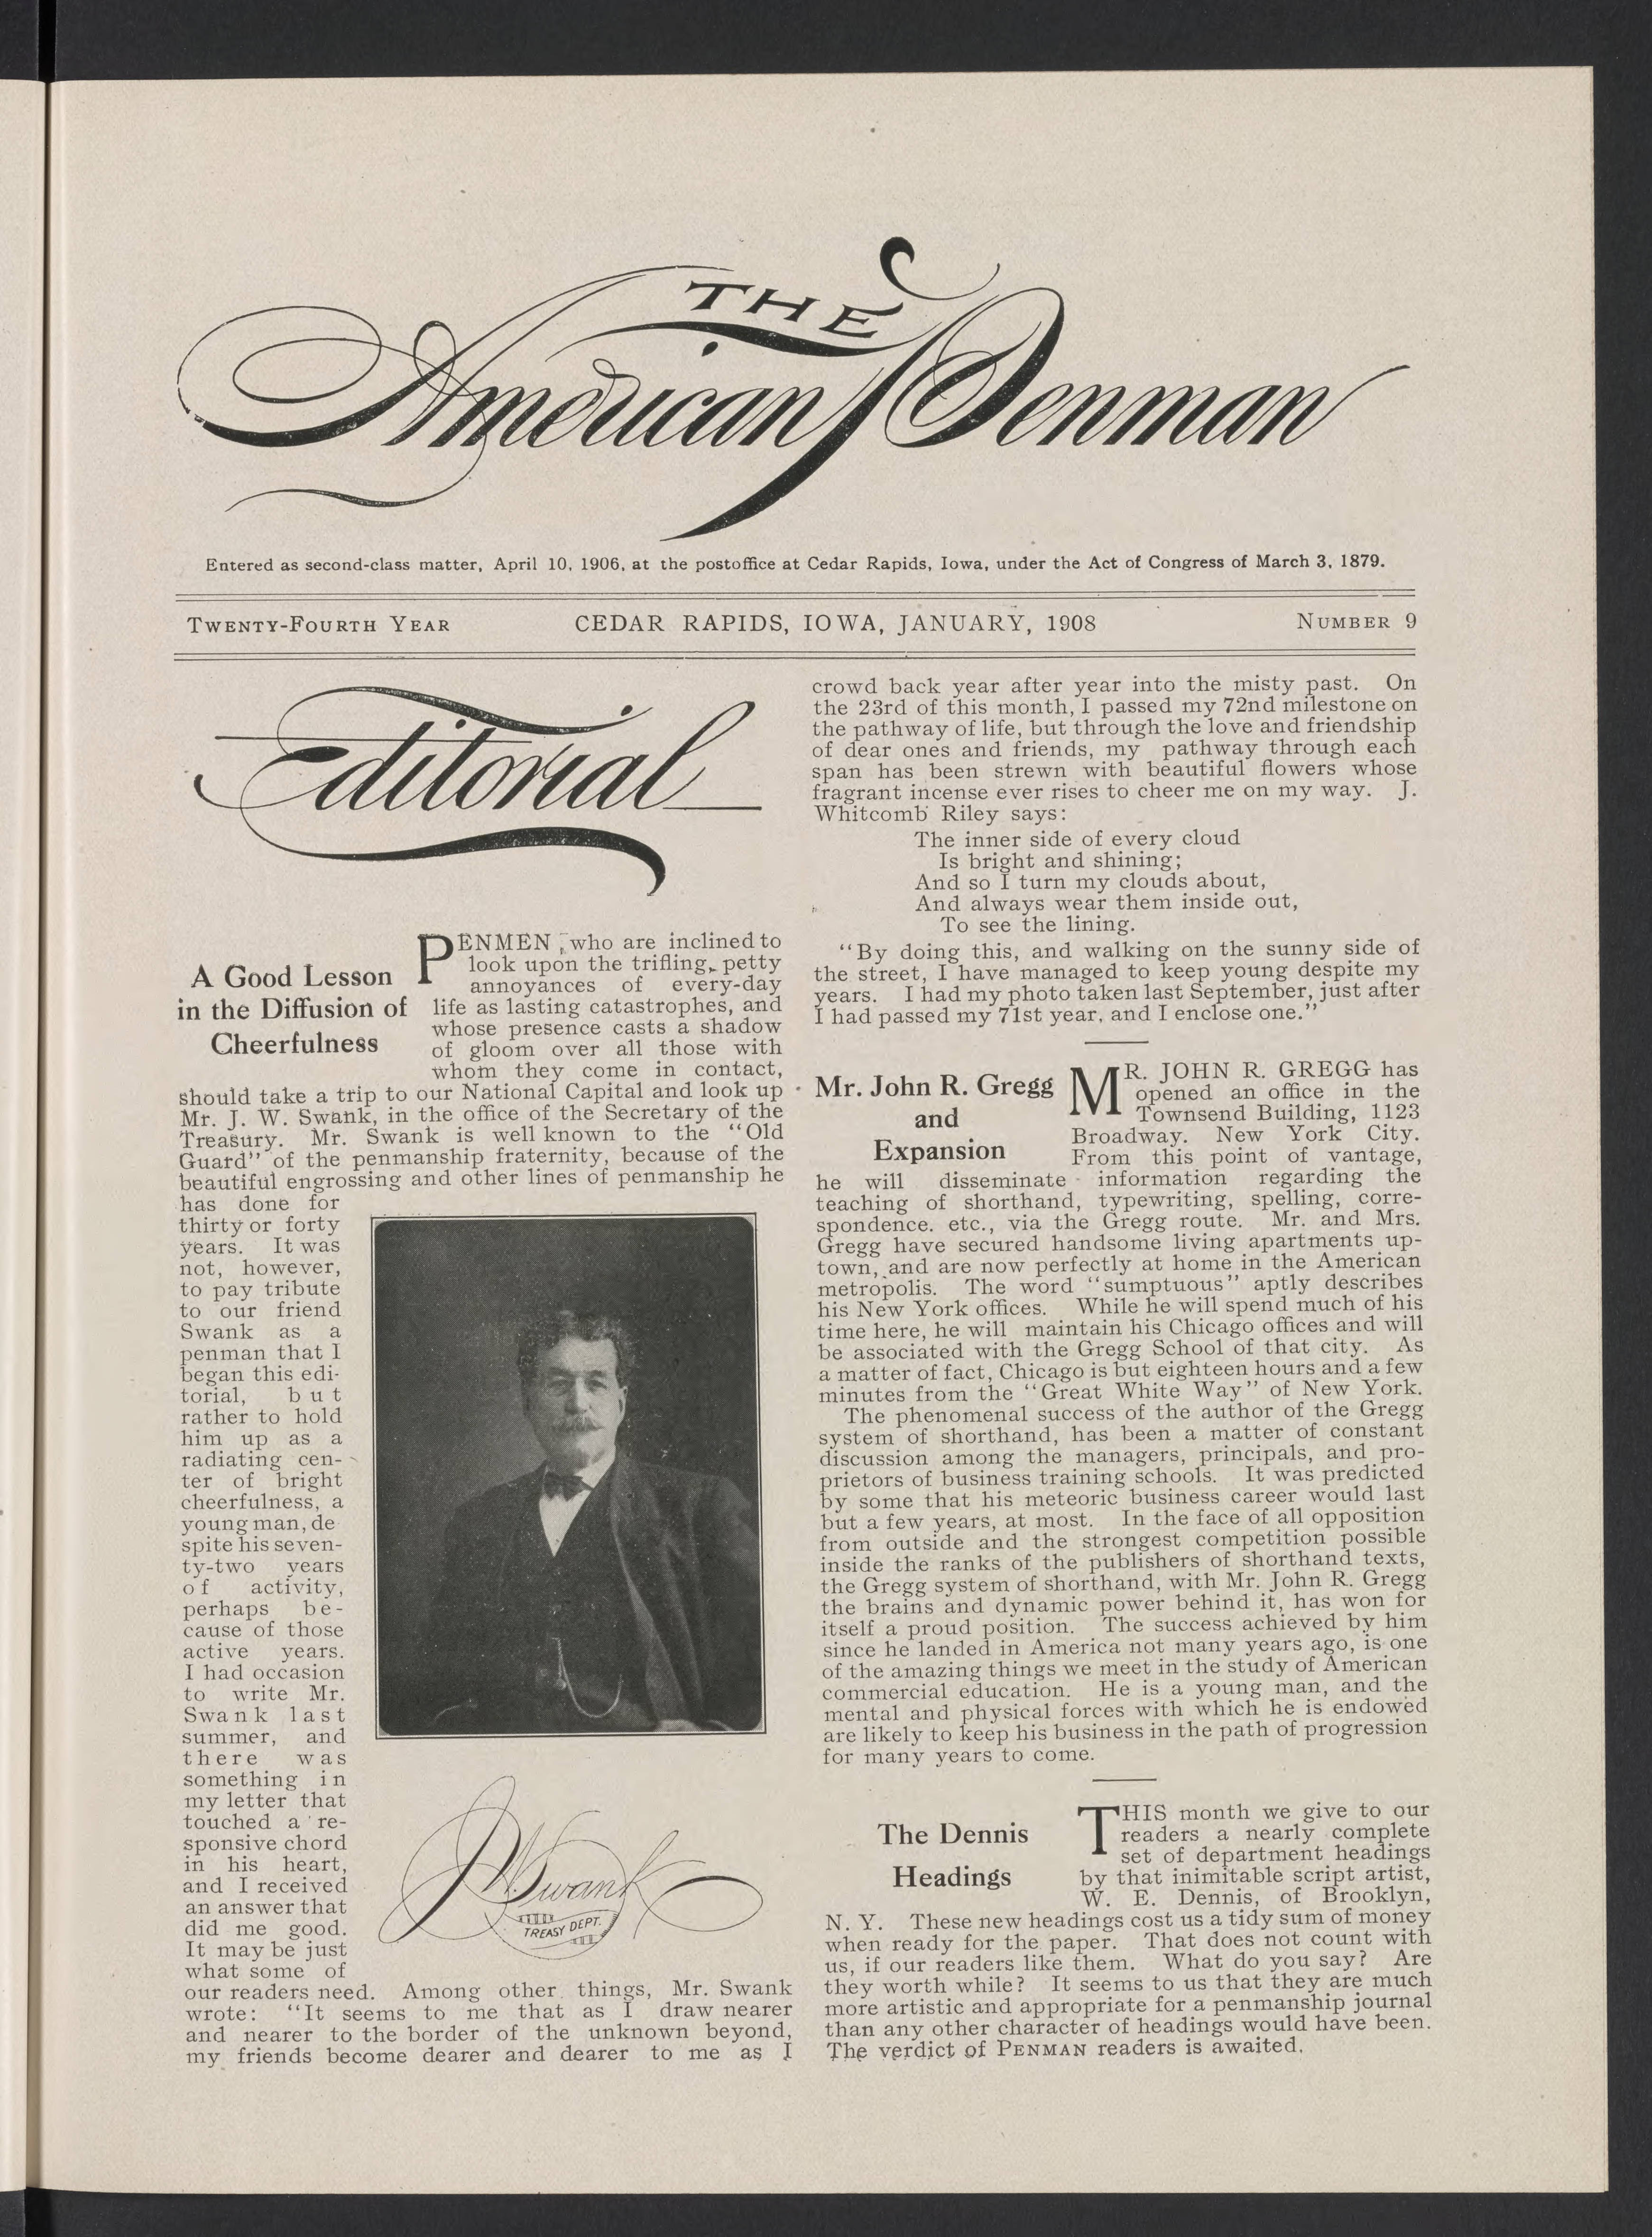 THE
American Penman
Entered as second-class matter, April 10, 1906, at the postoffice at Cedar Rapids, Iowa, under the Act of Congress of March 3, 1879.
TWENTY-FOURTH YEAR CEDAR RAPIDS, IOWA, JANUARY, 1908 NUMBER 9
Editorial
A Good Lesson
in the Diffusion of
Cheerfulness
PENMEN who are inclined to
look upon the trifling, petty
annoyances of every-day
life as lasting catastrophes, and
whose presence casts a shadow
of gloom over all those with
whom they come in contact,
should take a trip to our National Capital and look up
Mr. J. W. Swank, in the office of the Secretary of the
Treasury. Mr. Swank is well known to the "Old
Guard" of the penmanship fraternity, because of the
beautiful engrossing and other lines of penmanship he
has done for
thirty or forty
years. It was
not, however,
to pay tribute
to our friend
Swank as a
penman that I
began this edi-
torial, but
rather to hold
him up as a
radiating cen-
ter of bright
cheerfulness, a
young man, de
spite his seven-
ty-two years
of activity,
perhaps be-
cause of those
active years.
I had occasion
to write Mr.
Swank last
summer, and
there was
something in
my letter that
touched a re-
sponsive chord
in his heart,
and I received
an answer that
did me good.
It may be just
what some of
our readers need. Among other things, Mr. Swank
wrote: "It seems to me that as I draw nearer
and nearer to the border of the unknown beyond,
my friends become dearer and dearer to me as I
J.W. Swank
TREASY DEPT.
crowd back year after year into the misty past. On
the 23rd of this month, I passed my 72nd milestone on
the pathway of life, but through the love and friendship
of dear ones and friends, my pathway through each
span has been strewn with beautiful flowers whose
fragrant incense ever rises to cheer me on my way. J.
Whitcomb Riley says:
The inner side of every cloud
Is bright and shining;
And so I turn my clouds about,
And always wear them inside out,
To see the lining.
"By doing this, and walking on the sunny side of
the street, I have managed to keep young despite my
years. I had my photo taken last September, just after
I had passed my 71st year, and I enclose one."
Mr. John R. Gregg
and
Expansion
MR. JOHN R. GREGG has
opened an office in the
Townsend Building, 1123
Broadway. New York City.
From this point of vantage,
he will disseminate information regarding the
teaching of shorthand, typewriting, spelling, corre-
spondence. etc., via the Gregg route. Mr. and Mrs.
Gregg have secured handsome living apartments up-
town, and are now perfectly at home in the American
metropolis. The word "sumptuous" aptly describes
his New York offices. While he will spend much of his
time here, he will maintain his Chicago offices and will
be associated with the Gregg School of that city. As
a matter of fact, Chicago is but eighteen hours and a few
minutes from the "Great White Way" of New York.
The phenomenal success of the author of the Gregg
system of shorthand, has been a matter of constant
discussion among the managers, principals, and pro-
prietors of business training schools. It was predicted
by some that his meteoric business career would last
but a few years, at most. In the face of all opposition
from outside and the strongest competition possible
inside the ranks of the publishers of shorthand texts,
the Gregg system of shorthand, with Mr. John R. Gregg
the brains and dynamic power behind it, has won for
itself a proud position. The success achieved by him
since he landed in America not many years ago, is one
of the amazing things we meet in the study of American
commercial education. He is a young man, and the
mental and physical forces with which he is endowed
are likely to keep his business in the path of progression
for many years to come.
The Dennis
Headings
THIS month we give to our
readers a nearly complete
set of department headings
by that inimitable script artist,
W. E. Dennis, of Brooklyn,
N. Y. These new headings cost us a tidy sum of money
when ready for the paper. That does not count with
us, if our readers like them. What do you say? Are
they worth while? It seems to us that they are much
more artistic and appropriate for a penmanship journal
than any other character of headings would have been.
The verdict of PENMAN readers is awaited.